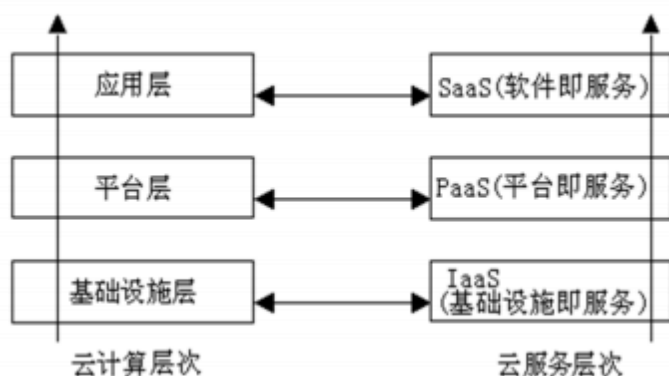 应用层
SaaS(软件即服务)
平台层
PaaS(平台即服务)
基础设施层
IaaS
(基础设施即服务)
云计算层次
云服务层次